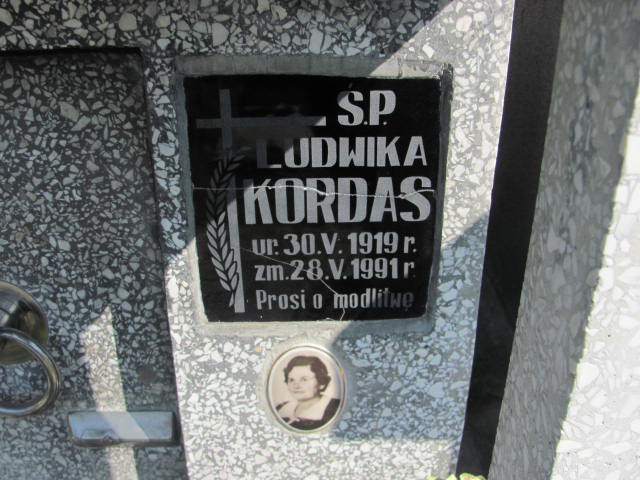 Ś.P.
LUDWIKA
KORDAS
ur. 30.V. 1919 r.
zm. 28.V. 1991 r.
Prosi o modlitwę